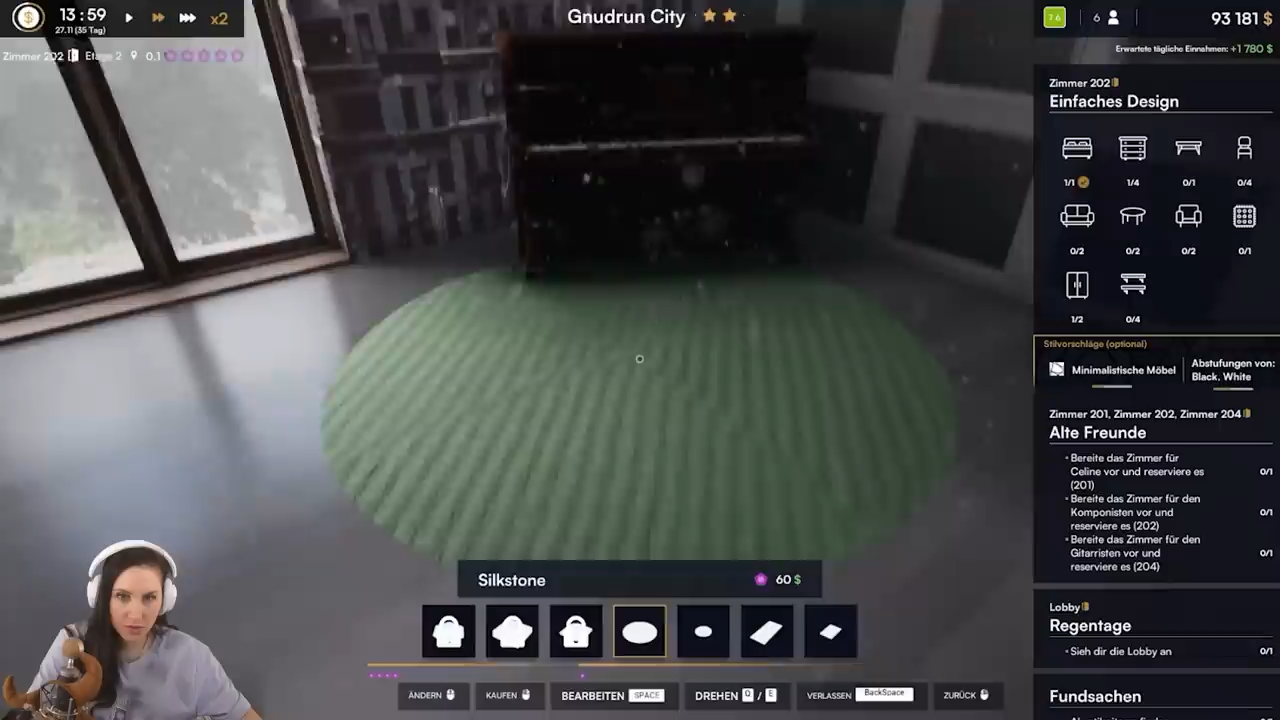 13:59
27.11 (35 Tag)
x2
Gnudrun City
76
6
93 181 $
Erwartete tägliche Einnahmen: +1 780 $
Zimmer 202 Etage 2 0.1
Zimmer 202
Einfaches Design
1/1 1/4 0/1 0/4
0/2 0/2 0/2 0/1
1/2 0/4
Stilvorschläge (optional)
Minimalistische Möbel
Abstufungen von:
Black, White
Zimmer 201, Zimmer 202, Zimmer 204
Alte Freunde
• Bereite das Zimmer für
Celine vor und reserviere es
(201)
0/1
• Bereite das Zimmer für den
Komponisten vor und
reserviere es (202)
0/1
• Bereite das Zimmer für den
Gitarristen vor und
reserviere es (204)
0/1
Lobby
Regentage
• Sieh dir die Lobby an 0/1
Fundsachen
Silkstone 60 $
ÄNDERN
KAUFEN
BEARBEITEN SPACE
DREHEN Q / E
VERLASSEN BackSpace
ZURÜCK